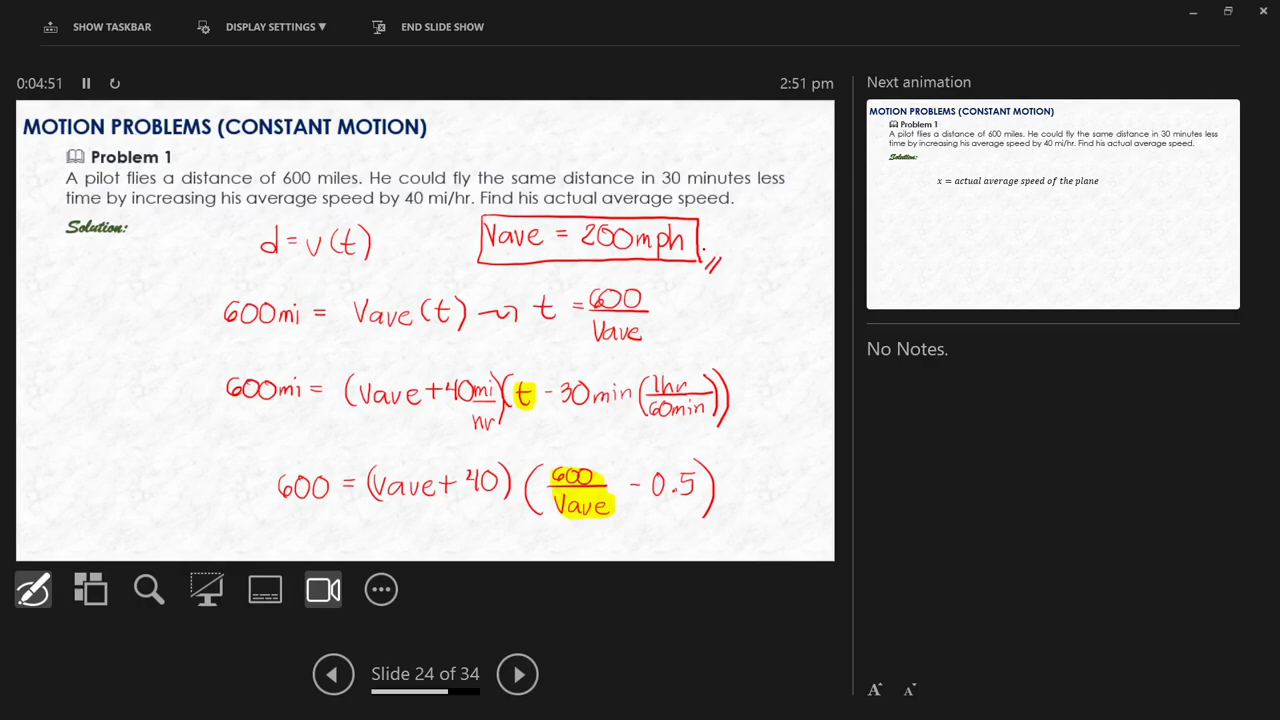 SHOW TASKBAR
DISPLAY SETTINGS ▼
END SLIDE SHOW
0:04:51
2:51 pm
MOTION PROBLEMS (CONSTANT MOTION)
Problem 1
A pilot flies a distance of 600 miles. He could fly the same distance in 30 minutes less
time by increasing his average speed by 40 mi/hr. Find his actual average speed.
Solution:
d = v(t)
Vave = 200mph.
600mi = Vave(t) → t = 600/Vave
600mi = (Vave + 40 mi/hr)(t - 30min (1hr/60min))
600 = (Vave + 40) (600/Vave - 0.5)
Slide 24 of 34
Next animation
MOTION PROBLEMS (CONSTANT MOTION)
Problem 1
A pilot flies a distance of 600 miles. He could fly the same distance in 30 minutes less
time by increasing his average speed by 40 mi/hr. Find his actual average speed.
Solution:
x = actual average speed of the plane
No Notes.
A A